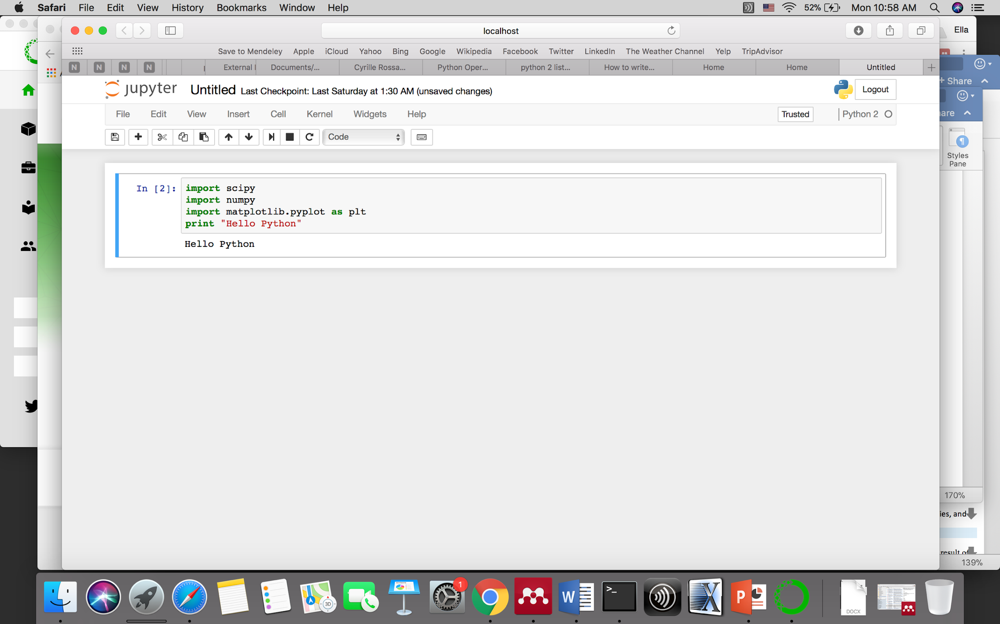 Safari File Edit View History Bookmarks Window Help 52% Mon 10:58 AM
localhost
Ella
Save to Mendeley Apple iCloud Yahoo Bing Google Wikipedia Facebook Twitter LinkedIn The Weather Channel Yelp TripAdvisor
N N N N External Documents/... Cyrille Rossa... Python Oper... python 2 list... How to write... Home Home Untitled
Share
jupyter Untitled Last Checkpoint: Last Saturday at 1:30 AM (unsaved changes) Logout
File Edit View Insert Cell Kernel Widgets Help Trusted Python 2
are
Code
Styles
Pane
In [2]: import scipy
import numpy
import matplotlib.pyplot as plt
print "Hello Python"
Hello Python
170%
ies, and
result of
139%
1
3D
W
>_
X
P
DOCX
KEYNOTE